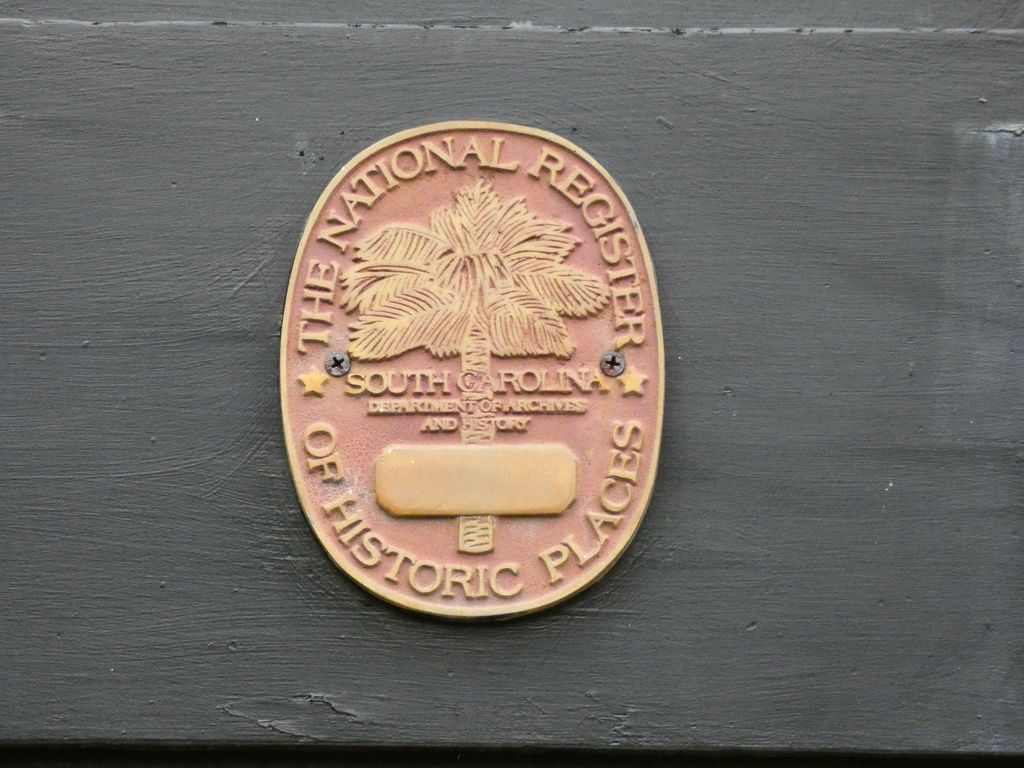 THE NATIONAL REGISTER
SOUTH CAROLINA
DEPARTMENT OF ARCHIVES
AND HISTORY
OF HISTORIC PLACES